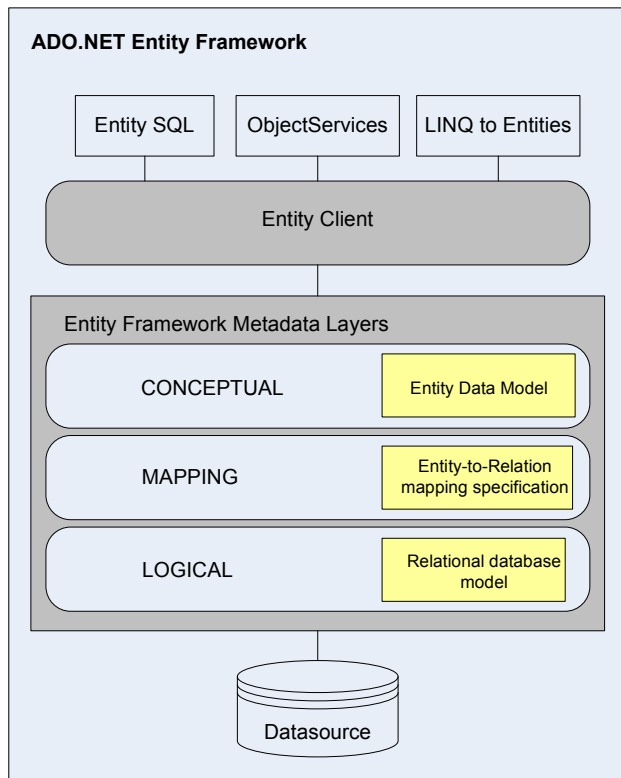 ADO.NET Entity Framework
Entity SQL
ObjectServices
LINQ to Entities
Entity Client
Entity Framework Metadata Layers
CONCEPTUAL
Entity Data Model
MAPPING
Entity-to-Relation
mapping specification
LOGICAL
Relational database
model
Datasource